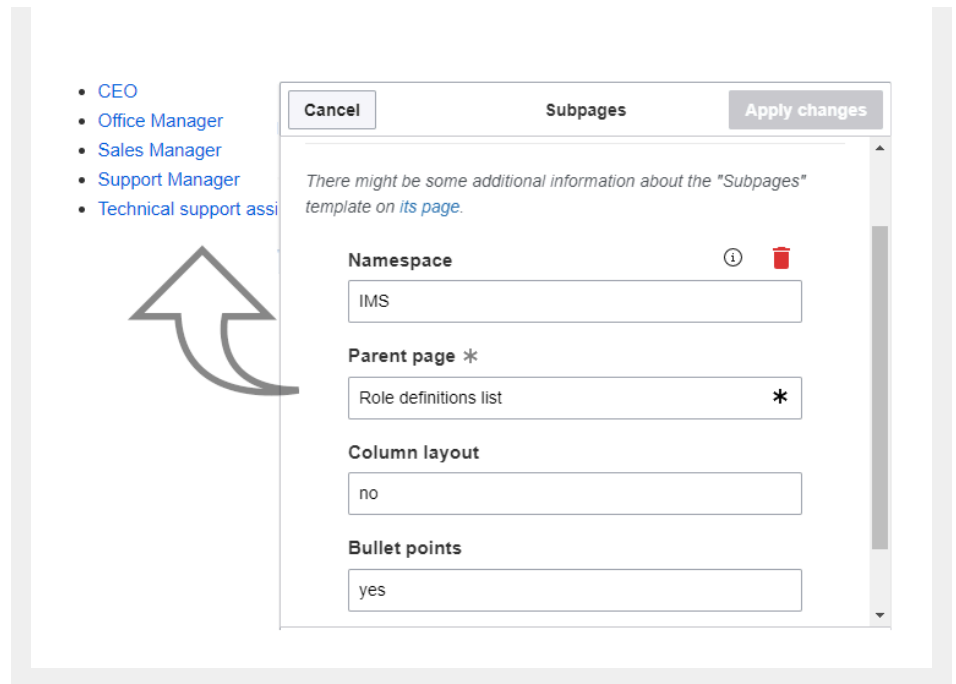 CEO
Office Manager
Sales Manager
Support Manager
Technical support assi
Cancel
Subpages
Apply changes
There might be some additional information about the "Subpages"
template on its page.
Namespace
IMS
Parent page *
Role definitions list *
Column layout
no
Bullet points
yes